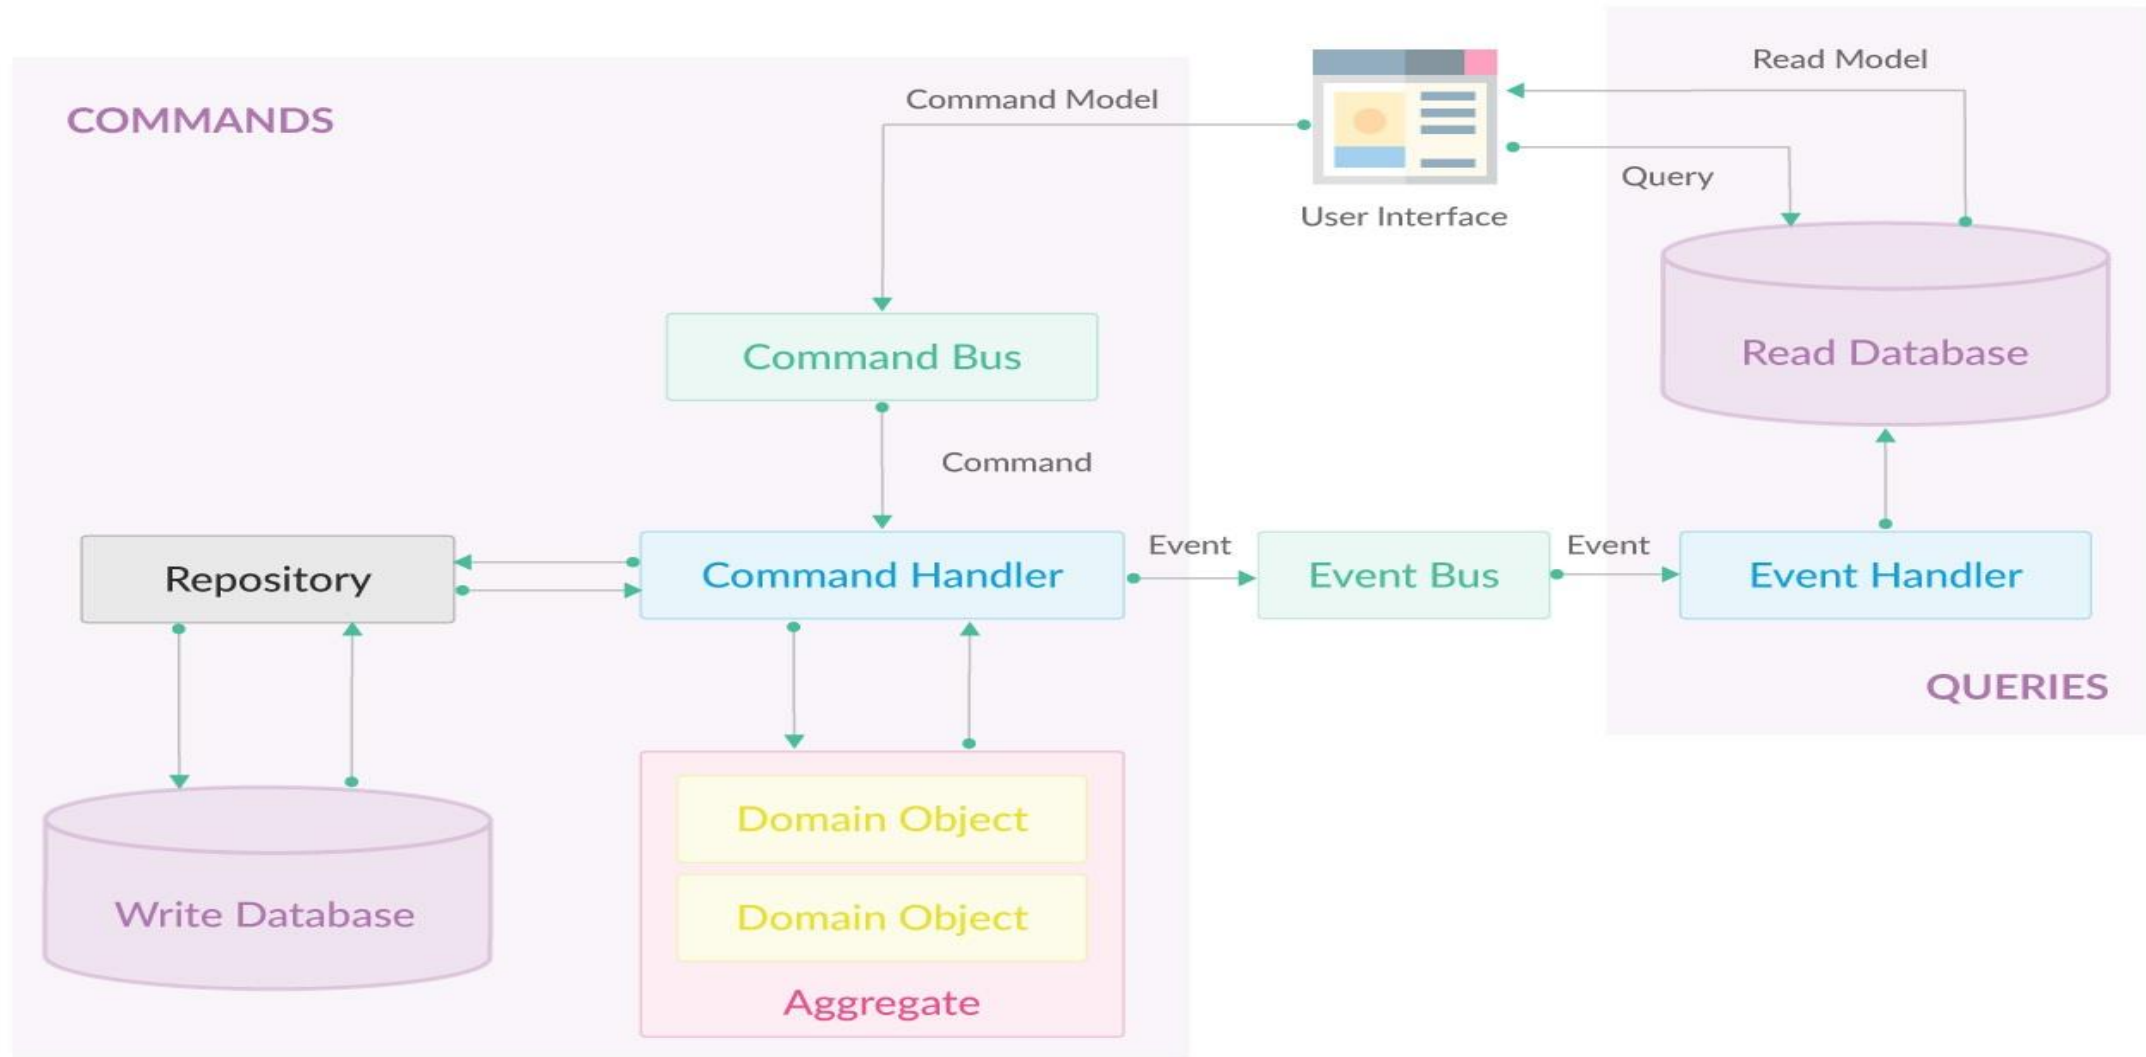 Read Model
Command Model
COMMANDS
Query
User Interface
Command Bus
Read Database
Command
Event
Event
Repository
Command Handler
Event Bus
Event Handler
QUERIES
Domain Object
Write Database
Domain Object
Aggregate